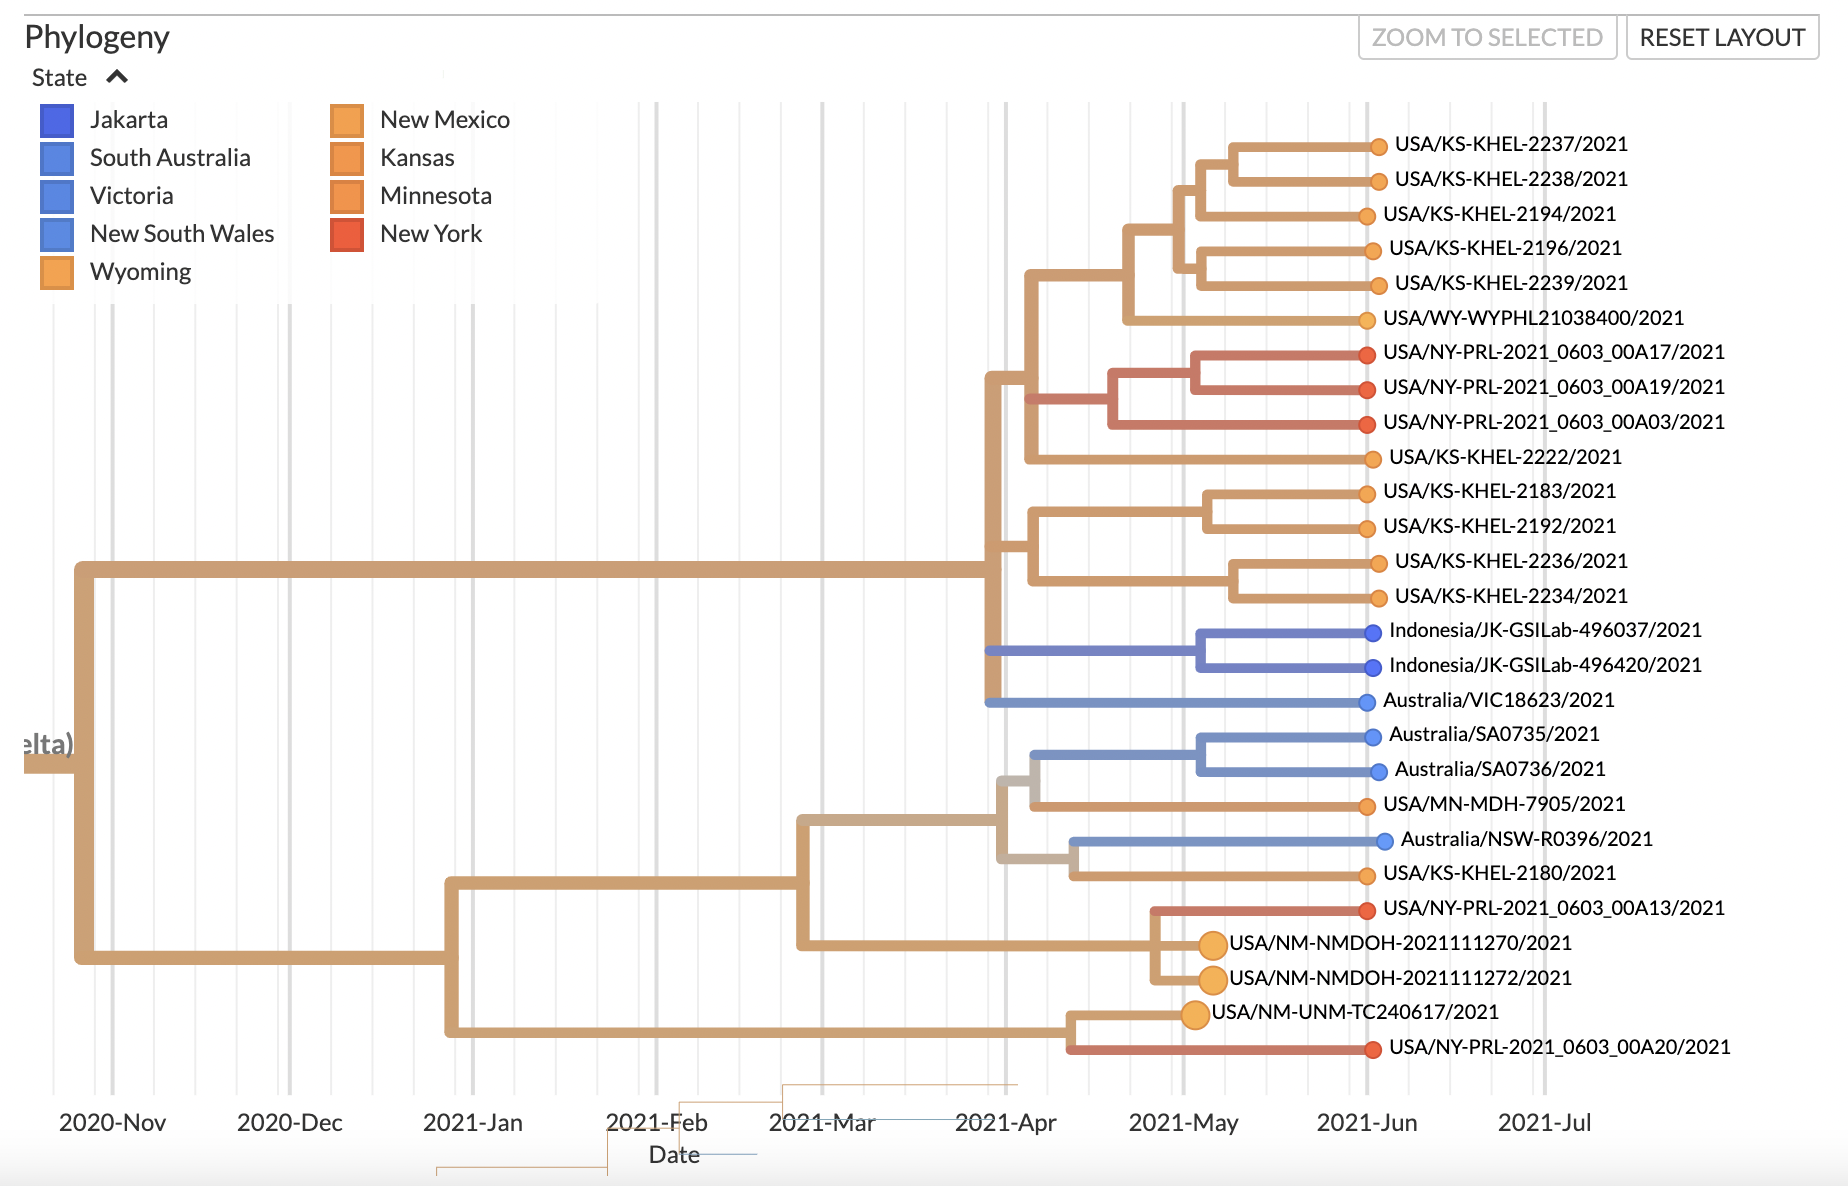 Phylogeny
ZOOM TO SELECTED
RESET LAYOUT
State
Jakarta
South Australia
Victoria
New South Wales
Wyoming
New Mexico
Kansas
Minnesota
New York
USA/KS-KHEL-2237/2021
USA/KS-KHEL-2238/2021
USA/KS-KHEL-2194/2021
USA/KS-KHEL-2196/2021
USA/KS-KHEL-2239/2021
USA/WY-WYPHL21038400/2021
USA/NY-PRL-2021_0603_00A17/2021
USA/NY-PRL-2021_0603_00A19/2021
USA/NY-PRL-2021_0603_00A03/2021
USA/KS-KHEL-2222/2021
USA/KS-KHEL-2183/2021
USA/KS-KHEL-2192/2021
USA/KS-KHEL-2236/2021
USA/KS-KHEL-2234/2021
Indonesia/JK-GSILab-496037/2021
Indonesia/JK-GSILab-496420/2021
Australia/VIC18623/2021
elta)
Australia/SA0735/2021
Australia/SA0736/2021
USA/MN-MDH-7905/2021
Australia/NSW-R0396/2021
USA/KS-KHEL-2180/2021
USA/NY-PRL-2021_0603_00A13/2021
USA/NM-NMDOH-2021111270/2021
USA/NM-NMDOH-2021111272/2021
USA/NM-UNM-TC240617/2021
USA/NY-PRL-2021_0603_00A20/2021
2020-Nov 2020-Dec 2021-Jan 2021-Feb 2021-Mar 2021-Apr 2021-May 2021-Jun 2021-Jul
Date